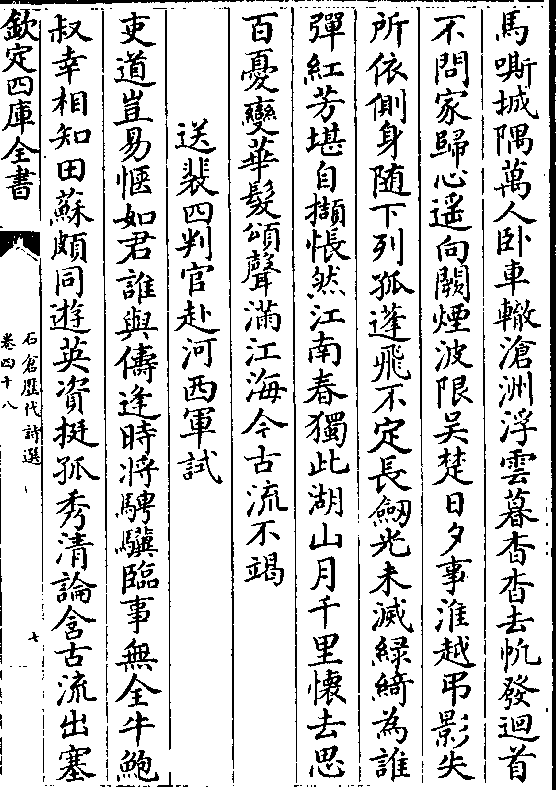 馬嘶城隅萬人卧車轍滄洲浮雲暮杳杳去帆發迴首
不問家歸心遥向闕煙波限吴楚日夕事淮越弔影失
所依側身随下列孤蓬飛不定長劒光未滅緑綺為誰
彈紅芳堪自擷悵然江南春獨此湖山月千里懷去思
百憂變華髮頌聲滿江海今古流不竭
送裴四判官赴河西軍試
吏道豈易愜如君誰與儔逢時将騁驥臨事無全牛鮑
叔幸相知田蘇頗同遊英資挺孤秀清論含古流出塞
欽定四庫全書
石倉歷代詩選
卷四十八
七